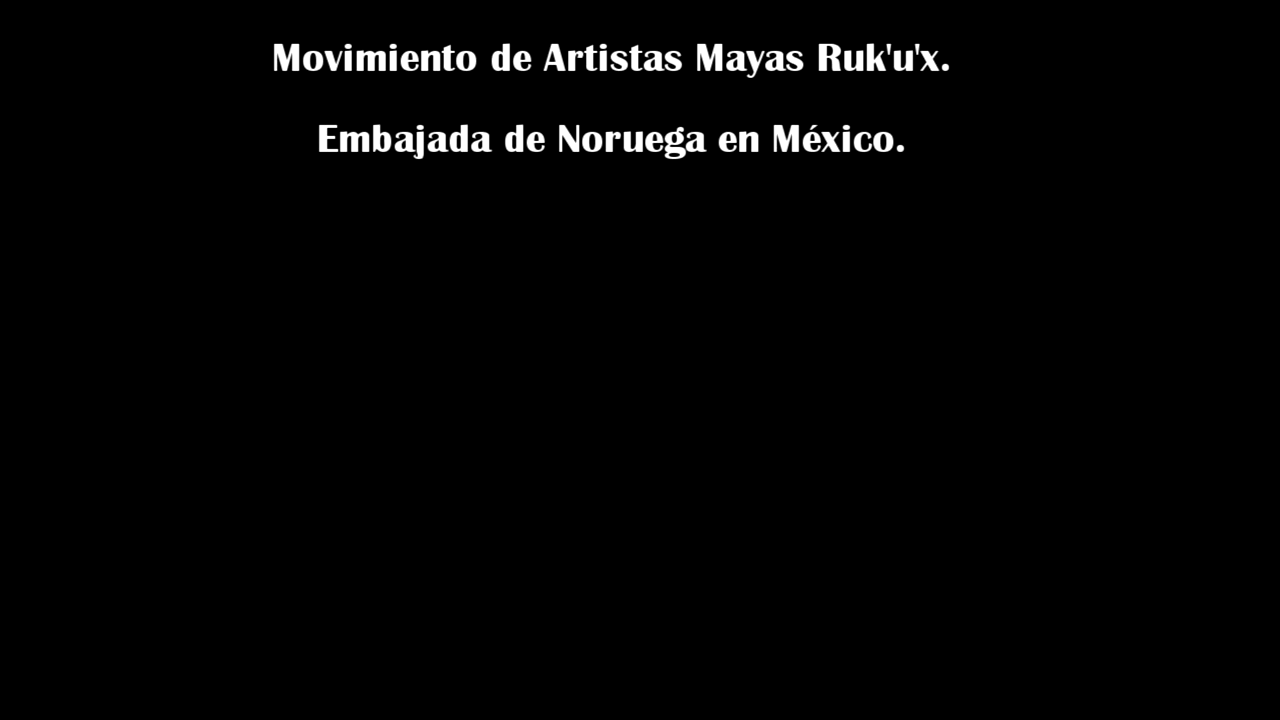 Movimiento de Artistas Mayas Ruk'u'x.
Embajada de Noruega en México.